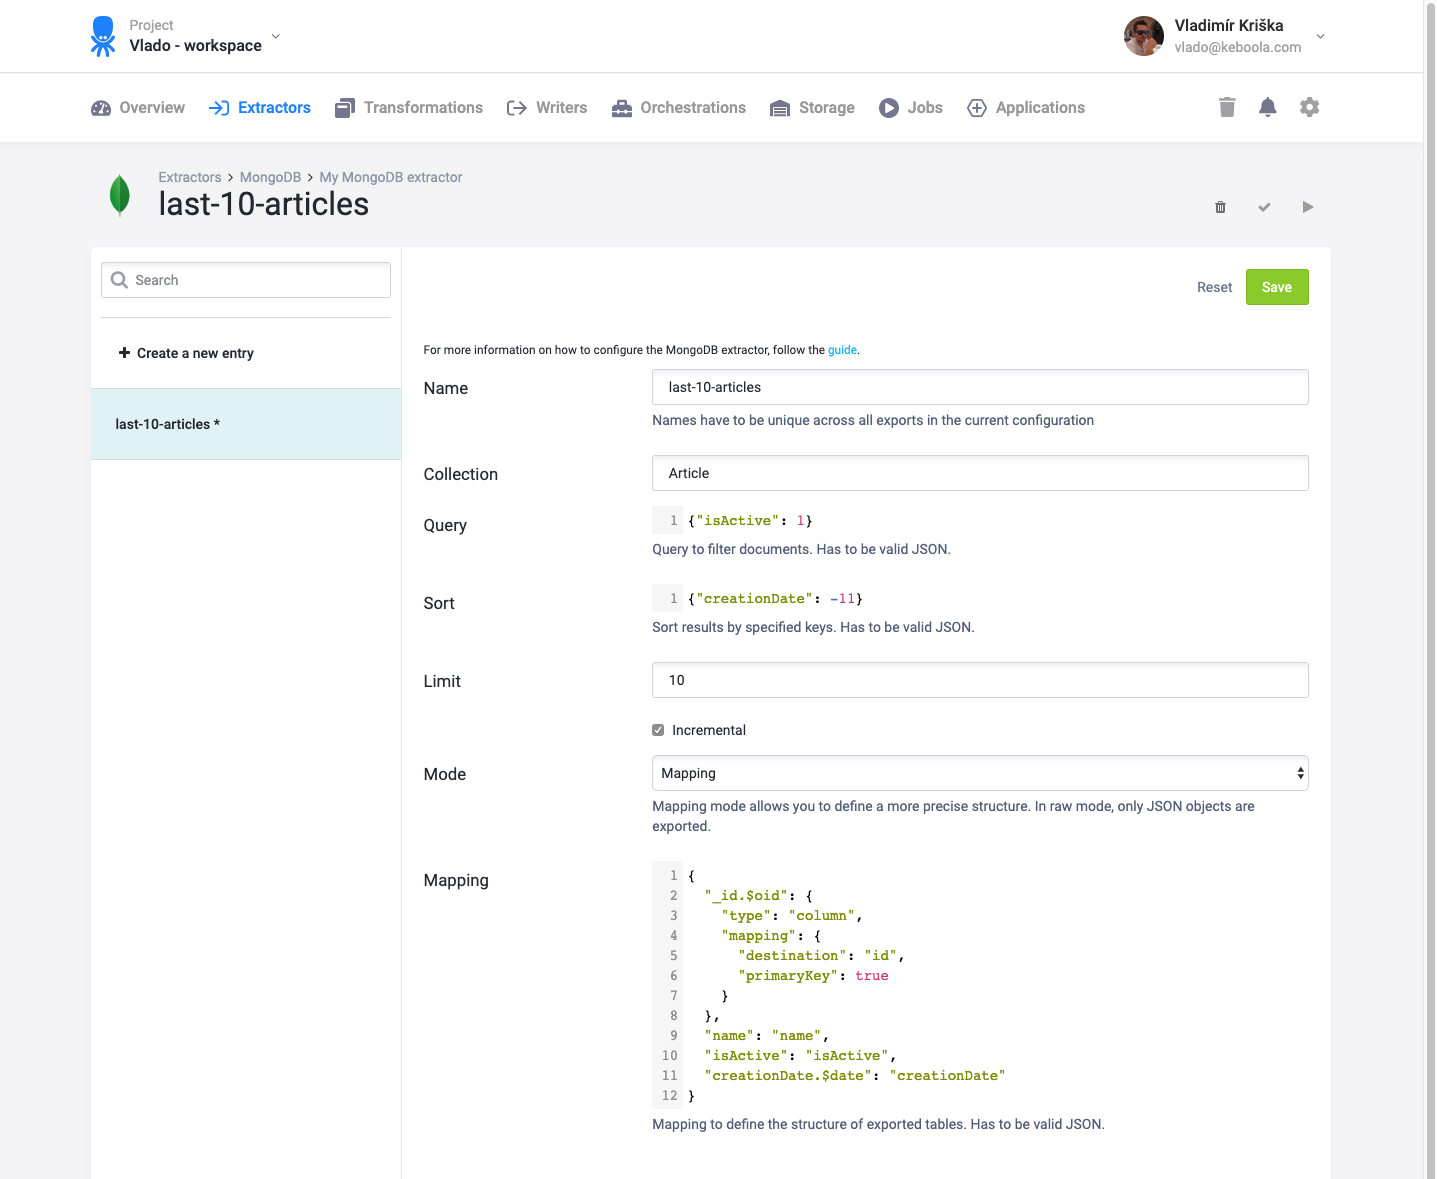 Project
Vlado - workspace
Vladimír Kriška
vlado@keboola.com
Overview
Extractors
Transformations
Writers
Orchestrations
Storage
Jobs
Applications
Extractors > MongoDB > My MongoDB extractor
last-10-articles
Search
Reset
Save
+ Create a new entry
last-10-articles *
For more information on how to configure the MongoDB extractor, follow the guide.
Name
last-10-articles
Names have to be unique across all exports in the current configuration
Collection
Article
Query
1 {"isActive": 1}
Query to filter documents. Has to be valid JSON.
Sort
1 {"creationDate": -11}
Sort results by specified keys. Has to be valid JSON.
Limit
10
Incremental
Mode
Mapping
Mapping mode allows you to define a more precise structure. In raw mode, only JSON objects are
exported.
Mapping
1 {
2   "_id.$oid": {
3     "type": "column",
4     "mapping": {
5       "destination": "id",
6       "primaryKey": true
7     }
8   },
9   "name": "name",
10   "isActive": "isActive",
11   "creationDate.$date": "creationDate"
12 }
Mapping to define the structure of exported tables. Has to be valid JSON.